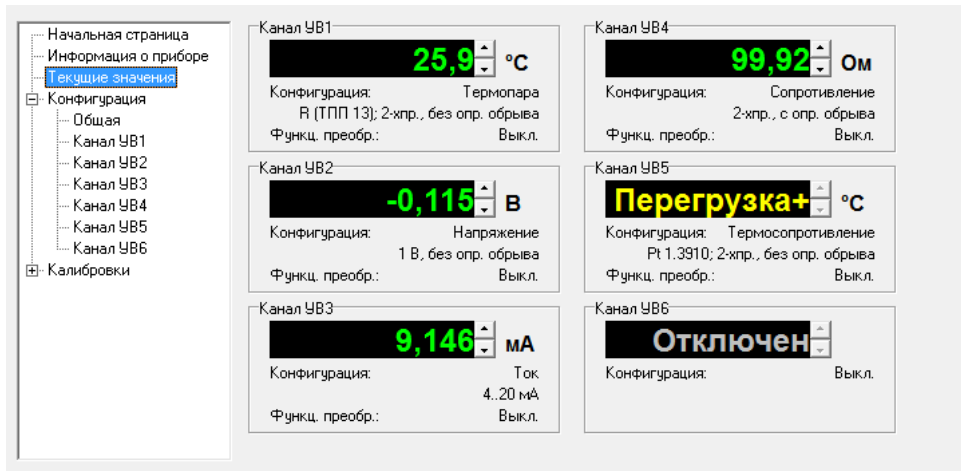 Начальная страница
Информация о приборе
Текущие значения
Конфигурация
Общая
Канал УВ1
Канал УВ2
Канал УВ3
Канал УВ4
Канал УВ5
Канал УВ6
Калибровки
Канал УВ1
25,9 °C
Конфигурация: Термопара
R (ТПП 13); 2-хпр., без опр. обрыва
Функц. преобр.: Выкл.
Канал УВ2
-0,115 В
Конфигурация: Напряжение
1 В, без опр. обрыва
Функц. преобр.: Выкл.
Канал УВ3
9,146 мА
Конфигурация: Ток
4..20 мА
Функц. преобр.: Выкл.
Канал УВ4
99,92 Ом
Конфигурация: Сопротивление
2-хпр., с опр. обрыва
Функц. преобр.: Выкл.
Канал УВ5
Перегрузка+ °C
Конфигурация: Термосопротивление
Pt 1.3910; 2-хпр., без опр. обрыва
Функц. преобр.: Выкл.
Канал УВ6
Отключен
Конфигурация: Выкл.